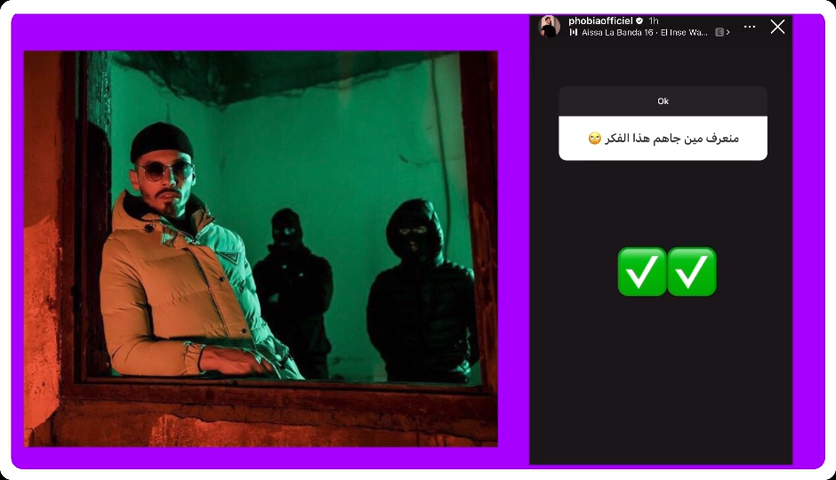 phobiaofficiel 1h
Aissa La Banda 16 · El Inse Wa...
E
Ok
منعرف مين جاهم هذا الفكر 🙄